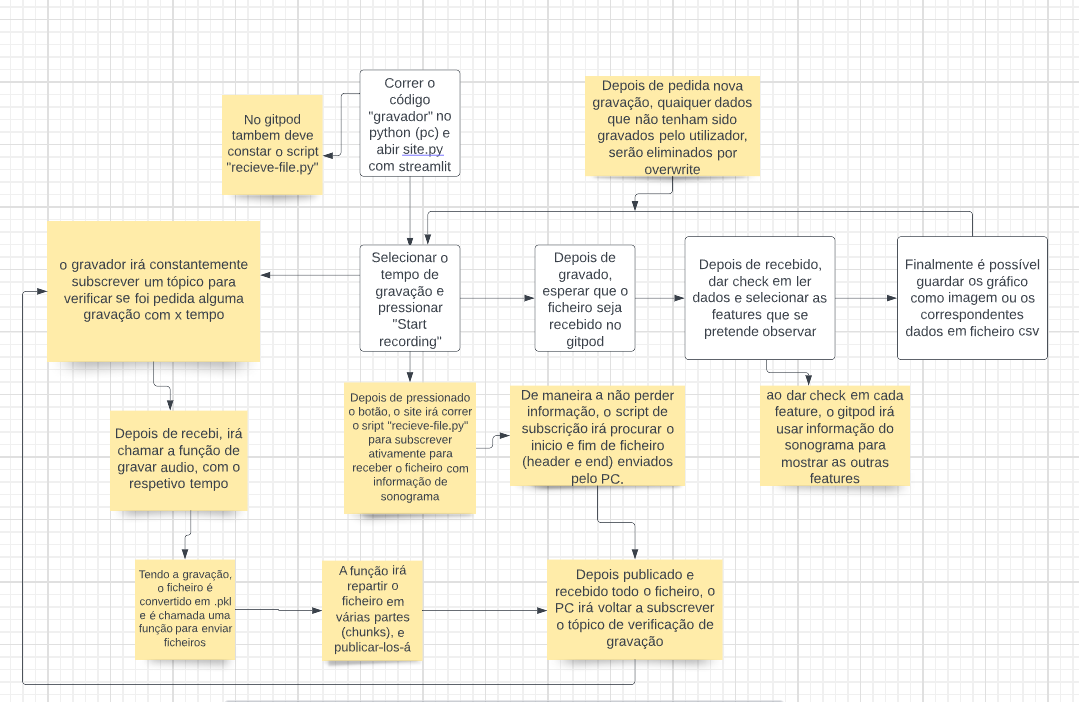 Correr o
código
"gravador" no
python (pc) e
abir site.py
com streamlit
No gitpod
tambem deve
constar o script
"recieve-file.py"
Depois de pedida nova
gravação, quaiquer dados
que não tenham sido
gravados pelo utilizador,
serão eliminados por
overwrite
o gravador irá constantemente
subscrever um tópico para
verificar se foi pedida alguma
gravação com x tempo
Selecionar o
tempo de
gravação e
pressionar
"Start
recording"
Depois de
gravado,
esperar que o
ficheiro seja
recebido no
gitpod
Depois de recebido,
dar check em ler
dados e selecionar as
features que se
pretende observar
Finalmente é possível
guardar os gráfico
como imagem ou os
correspondentes
dados em ficheiro csv
Depois de recebi, irá
chamar a função de
gravar audio, com o
respetivo tempo
Depois de pressionado
o botão, o site irá correr
o sript "recieve-file.py"
para subscrever
ativamente para
receber o ficheiro com
informação de
sonograma
De maneira a não perder
informação, o script de
subscrição irá procurar o
inicio e fim de ficheiro
(header e end) enviados
pelo PC.
ao dar check em cada
feature, o gitpod irá
usar informação do
sonograma para
mostrar as outras
features
Tendo a gravação,
o ficheiro é
convertido em .pkl
e é chamada uma
função para enviar
ficheiros
A função irá
repartir o
ficheiro em
várias partes
(chunks), e
publicar-los-á
Depois publicado e
recebido todo o ficheiro, o
PC irá voltar a subscrever
o tópico de verificação de
gravação